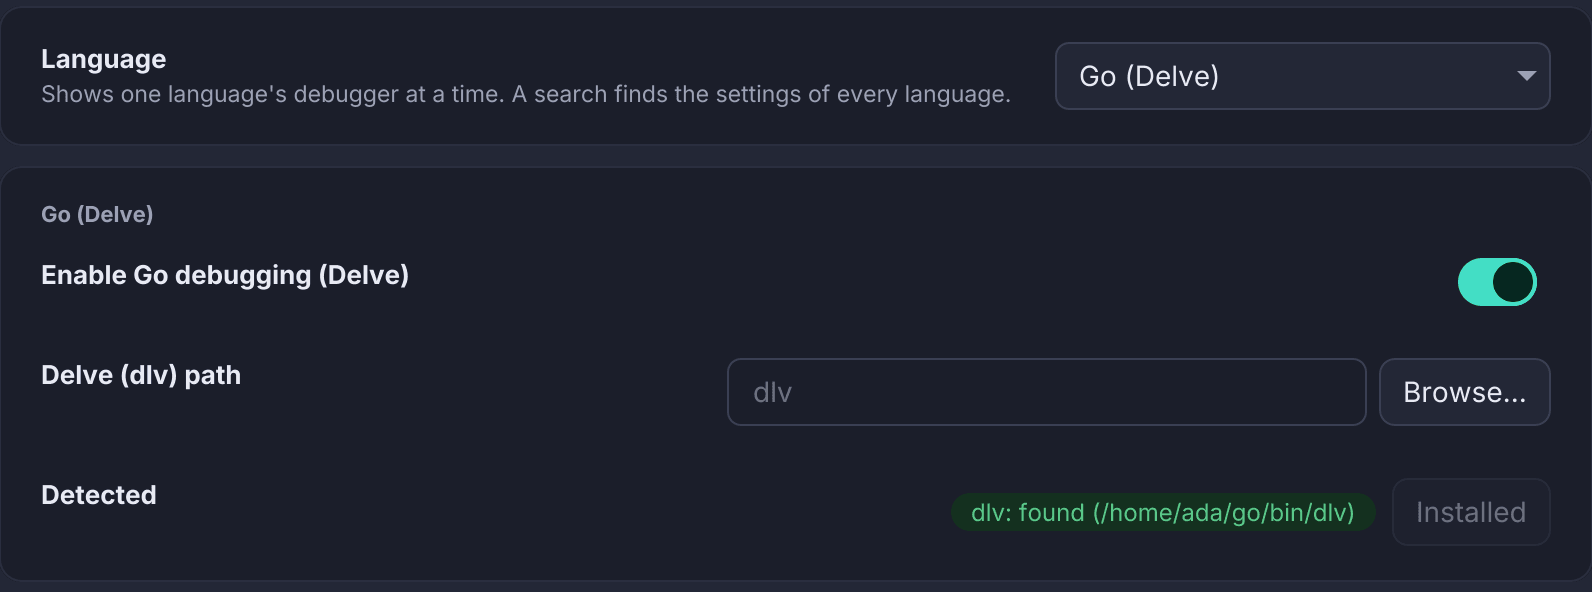 Language
Shows one language's debugger at a time. A search finds the settings of every language.
Go (Delve)
Go (Delve)
Enable Go debugging (Delve)
Delve (dlv) path
dlv
Browse...
Detected
dlv: found (/home/ada/go/bin/dlv)
Installed